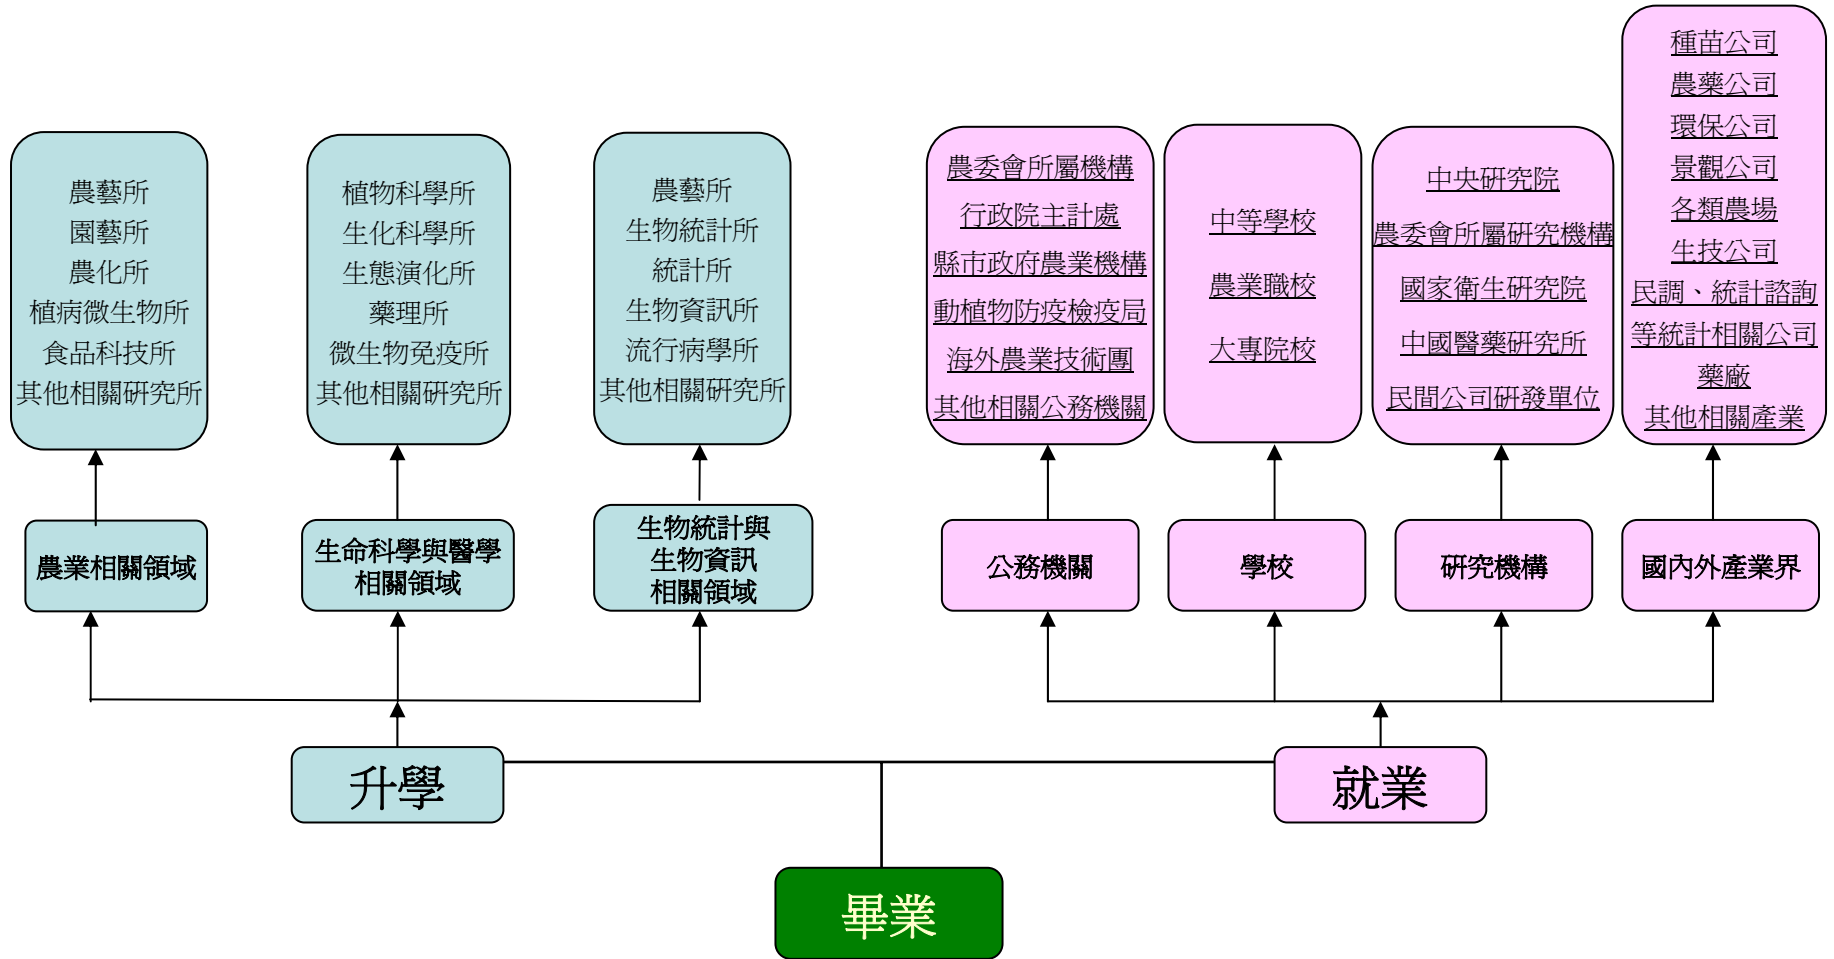 農藝所
園藝所
農化所
植病微生物所
食品科技所
其他相關研究所
植物科學所
生化科學所
生態演化所
藥理所
微生物免疫所
其他相關研究所
農藝所
生物統計所
統計所
生物資訊所
流行病學所
其他相關研究所
農委會所屬機構
行政院主計處
縣市政府農業機構
動植物防疫檢疫局
海外農業技術團
其他相關公務機關
中等學校
農業職校
大專院校
中央研究院
農委會所屬研究機構
國家衛生研究院
中國醫藥研究所
民間公司研發單位
種苗公司
農藥公司
環保公司
景觀公司
各類農場
生技公司
民調、統計諮詢
等統計相關公司
藥廠
其他相關產業
農業相關領域
生命科學與醫學
相關領域
生物統計與
生物資訊
相關領域
公務機關
學校
研究機構
國內外產業界
升學
就業
畢業